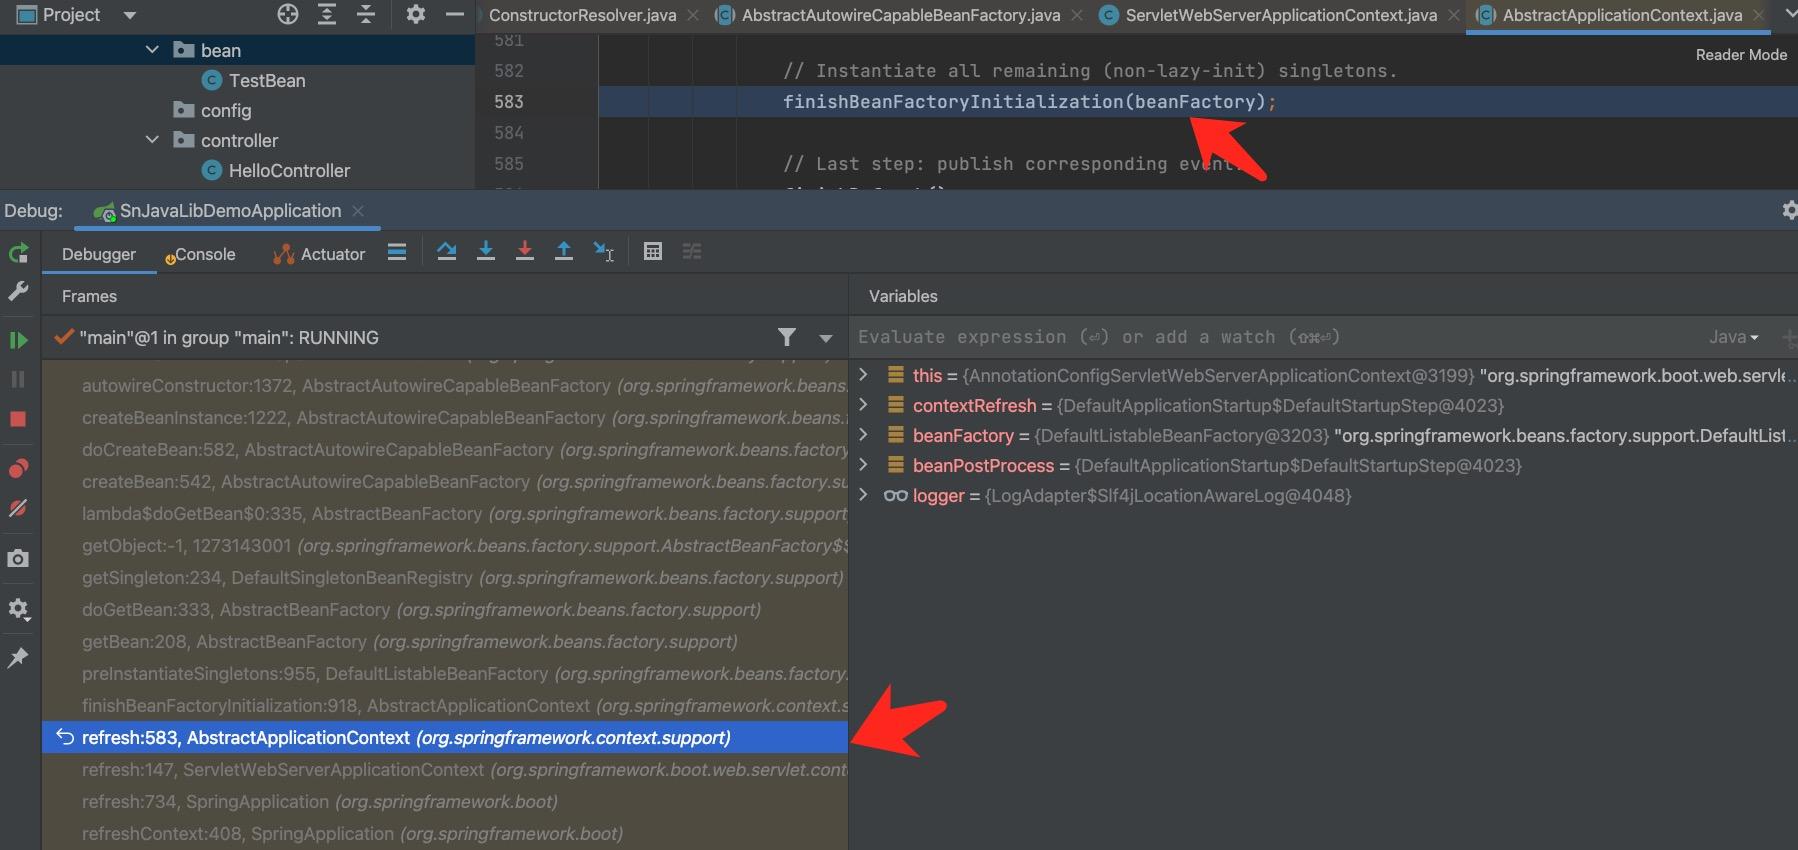 Project
ConstructorResolver.java
AbstractAutowireCapableBeanFactory.java
ServletWebServerApplicationContext.java
AbstractApplicationContext.java
bean
TestBean
config
controller
HelloController
581
582 // Instantiate all remaining (non-lazy-init) singletons.
Reader Mode
583 finishBeanFactoryInitialization(beanFactory);
584
585 // Last step: publish corresponding event.
Debug: SnJavaLibDemoApplication
Debugger Console Actuator
Frames
Variables
"main"@1 in group "main": RUNNING
Evaluate expression (⏎) or add a watch (⇧⌘⏎)
Java
autowireConstructor:1372, AbstractAutowireCapableBeanFactory (org.springframework.beans.
createBeanInstance:1222, AbstractAutowireCapableBeanFactory (org.springframework.beans.f
doCreateBean:582, AbstractAutowireCapableBeanFactory (org.springframework.beans.factory
createBean:542, AbstractAutowireCapableBeanFactory (org.springframework.beans.factory.su
lambda$doGetBean$0:335, AbstractBeanFactory (org.springframework.beans.factory.support
getObject:-1, 1273143001 (org.springframework.beans.factory.support.AbstractBeanFactory$$
getSingleton:234, DefaultSingletonBeanRegistry (org.springframework.beans.factory.support)
doGetBean:333, AbstractBeanFactory (org.springframework.beans.factory.support)
getBean:208, AbstractBeanFactory (org.springframework.beans.factory.support)
preInstantiateSingletons:955, DefaultListableBeanFactory (org.springframework.beans.factory.
finishBeanFactoryInitialization:918, AbstractApplicationContext (org.springframework.context.s
refresh:583, AbstractApplicationContext (org.springframework.context.support)
refresh:147, ServletWebServerApplicationContext (org.springframework.boot.web.servlet.cont
refresh:734, SpringApplication (org.springframework.boot)
refreshContext:408, SpringApplication (org.springframework.boot)
this = {AnnotationConfigServletWebServerApplicationContext@3199} "org.springframework.boot.web.servle...
contextRefresh = {DefaultApplicationStartup$DefaultStartupStep@4023}
beanFactory = {DefaultListableBeanFactory@3203} "org.springframework.beans.factory.support.DefaultList...
beanPostProcess = {DefaultApplicationStartup$DefaultStartupStep@4023}
logger = {LogAdapter$Slf4jLocationAwareLog@4048}